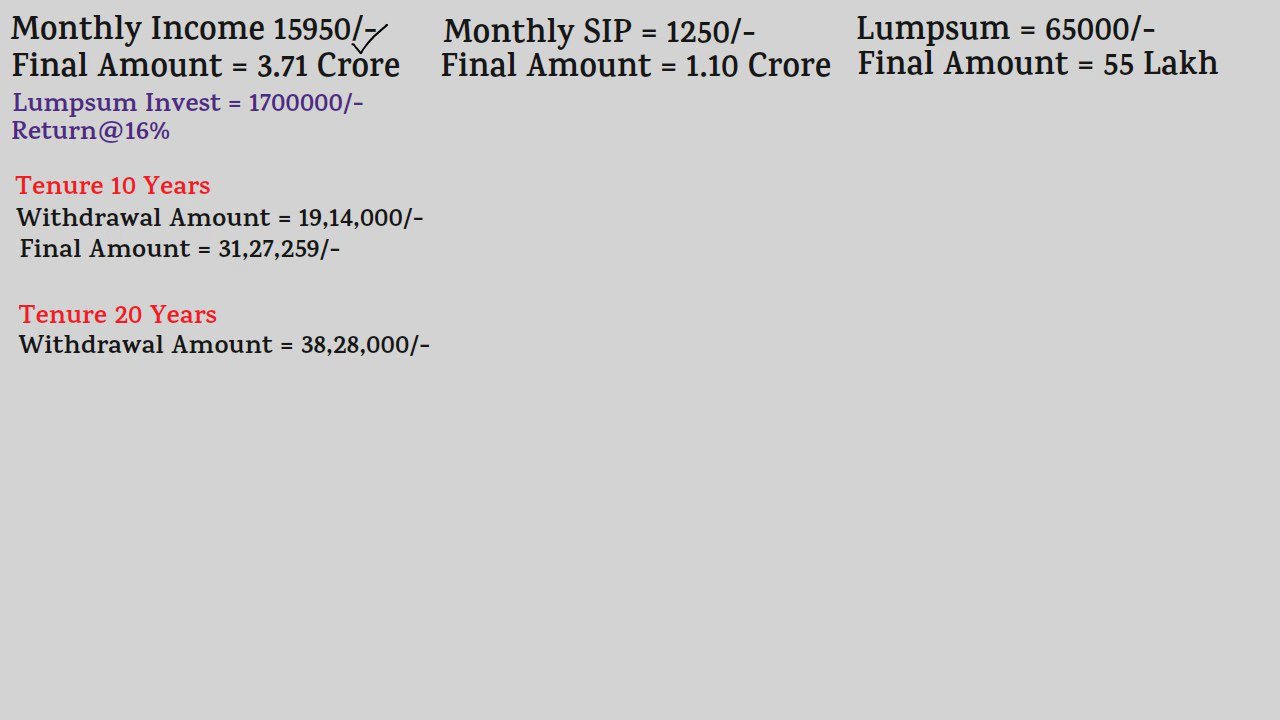 Monthly Income 15950/-
Final Amount = 3.71 Crore
Monthly SIP = 1250/-
Final Amount = 1.10 Crore
Lumpsum = 65000/-
Final Amount = 55 Lakh
Lumpsum Invest = 1700000/-
Return@16%
Tenure 10 Years
Withdrawal Amount = 19,14,000/-
Final Amount = 31,27,259/-
Tenure 20 Years
Withdrawal Amount = 38,28,000/-